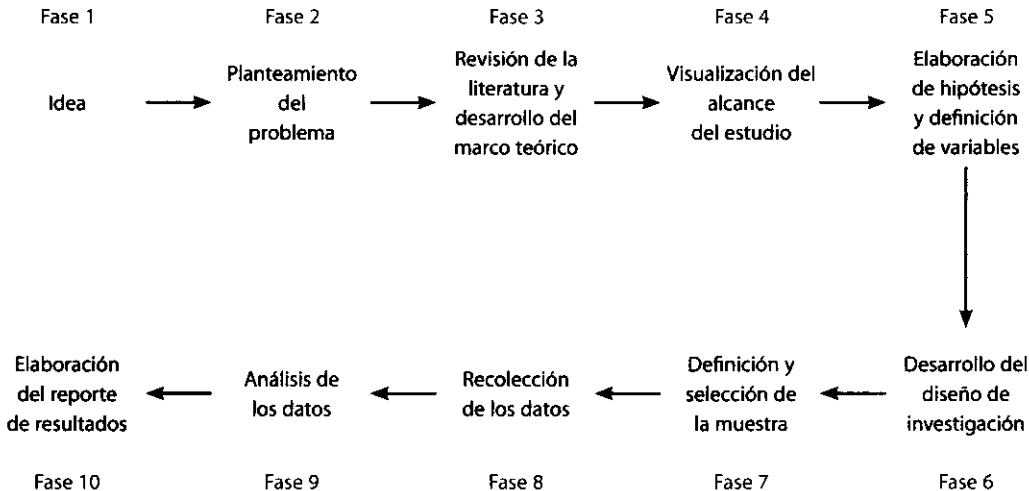 Fase 1
Fase 2
Fase 3
Fase 4
Fase 5
Idea
Planteamiento
del
problema
Revisión de la
literatura y
desarrollo del
marco teórico
Visualización del
alcance
del estudio
Elaboración
de hipótesis
y definición
de variables
Elaboración
del reporte
de resultados
Análisis de
los datos
Recolección
de los datos
Definición y
selección de
la muestra
Desarrollo del
diseño de
investigación
Fase 10
Fase 9
Fase 8
Fase 7
Fase 6